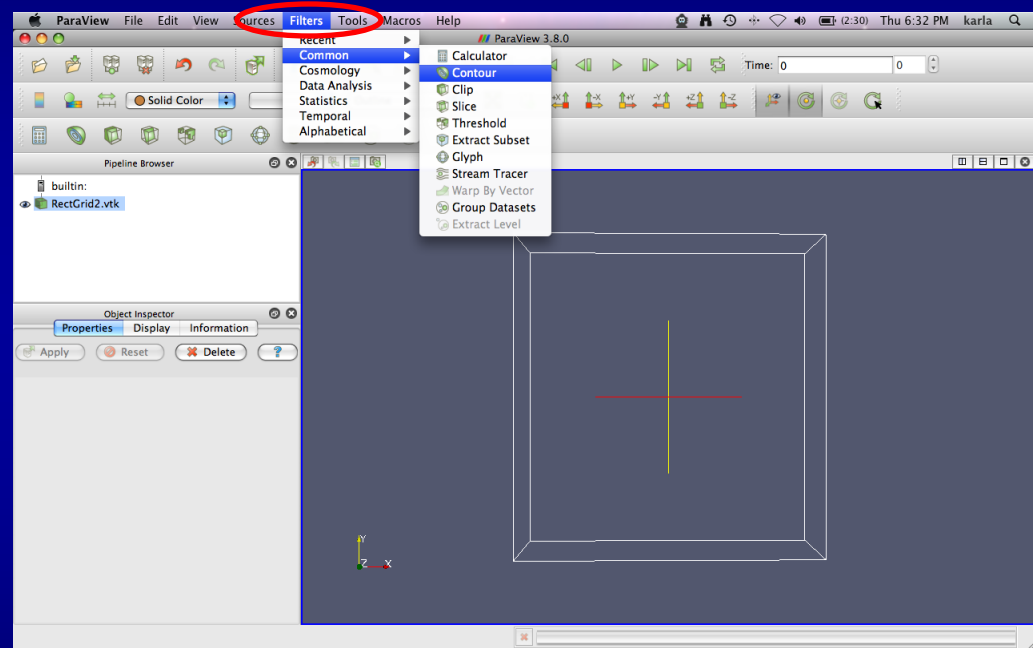 ParaView File Edit View Sources Filters Tools Macros Help (2:30) Thu 6:32 PM karla
ParaView 3.8.0
Recent
Common
Cosmology
Data Analysis
Statistics
Temporal
Alphabetical
Calculator
Contour
Clip
Slice
Threshold
Extract Subset
Glyph
Stream Tracer
Warp By Vector
Group Datasets
Extract Level
Time: 0 0
Solid Color
+X -X +Y -Y +Z -Z
Pipeline Browser
builtin:
RectGrid2.vtk
Object Inspector
Properties Display Information
Apply Reset Delete ?
Y
Z X